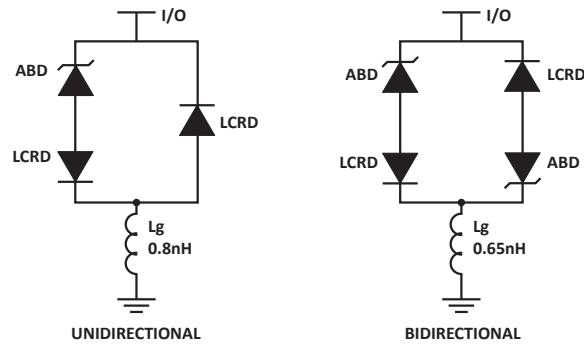 I/O
ABD
LCRD
LCRD
Lg
0.8nH
UNIDIRECTIONAL
I/O
ABD
LCRD
LCRD
ABD
Lg
0.65nH
BIDIRECTIONAL